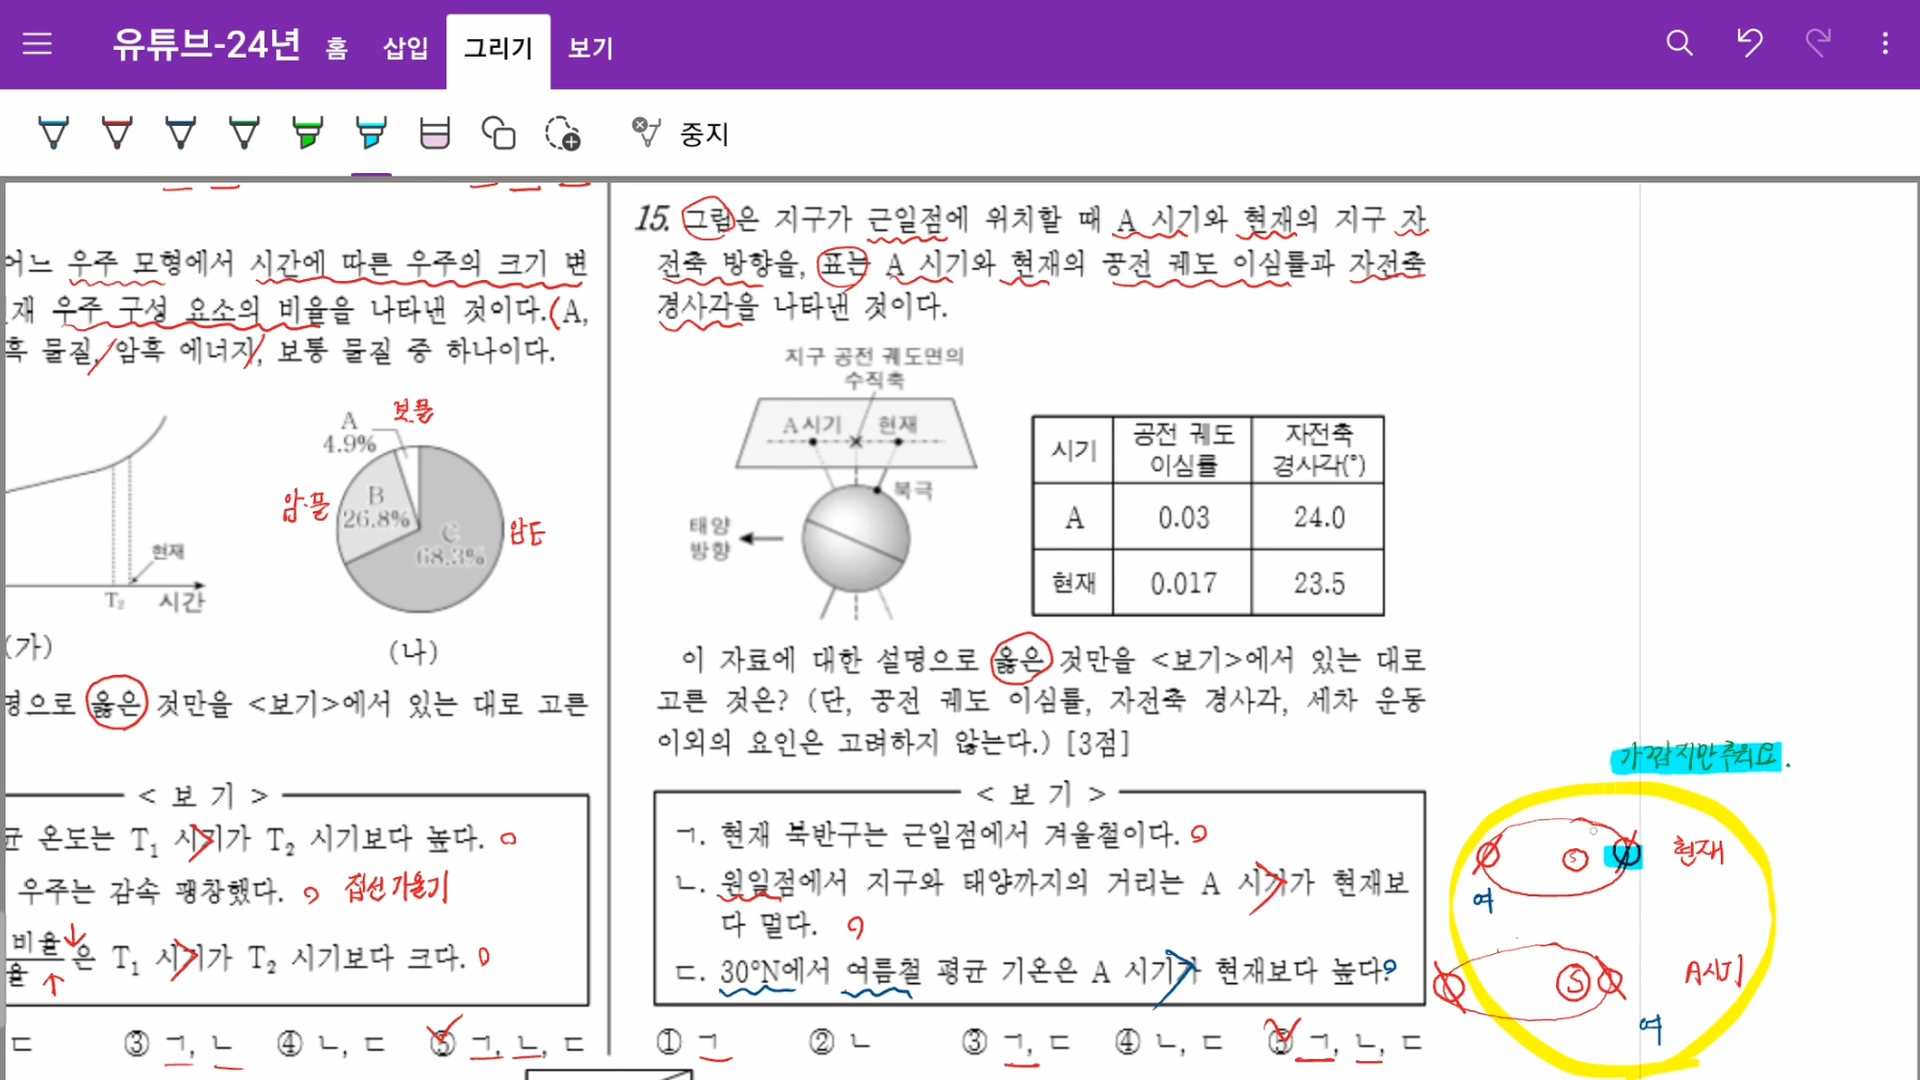 유튜브-24년 홈 삽입 그리기 보기
중지
어느 우주 모형에서 시간에 따른 우주의 크기 변
재 우주 구성 요소의 비율을 나타낸 것이다.(A,
흑 물질, 암흑 에너지, 보통 물질 중 하나이다.
보물
A
4.9%
암·물
B
26.8%
C
68.3%
암에
현재
T₂ 시간
(가)
(나)
명으로 옳은 것만을 <보기>에서 있는 대로 고른
< 보 기 >
균 온도는 T₁ 시기가 T₂ 시기보다 높다.
우주는 감속 팽창했다. 접선기울기
비율
율
은 T₁ 시기가 T₂ 시기보다 크다.
ㄷ ③ ㄱ, ㄴ ④ ㄴ, ㄷ ⑤ ㄱ, ㄴ, ㄷ
15. 그림은 지구가 근일점에 위치할 때 A 시기와 현재의 지구 자
전축 방향을, 표는 A 시기와 현재의 공전 궤도 이심률과 자전축
경사각을 나타낸 것이다.
지구 공전 궤도면의
수직축
A 시기 현재
북극
태양
방향
시기 공전 궤도 이심률 자전축 경사각(°)
A 0.03 24.0
현재 0.017 23.5
이 자료에 대한 설명으로 옳은 것만을 <보기>에서 있는 대로
고른 것은? (단, 공전 궤도 이심률, 자전축 경사각, 세차 운동
이외의 요인은 고려하지 않는다.) [3점]
< 보 기 >
ㄱ. 현재 북반구는 근일점에서 겨울철이다.
ㄴ. 원일점에서 지구와 태양까지의 거리는 A 시기가 현재보
다 멀다.
ㄷ. 30°N에서 여름철 평균 기온은 A 시기가 현재보다 높다.
① ㄱ ② ㄴ ③ ㄱ, ㄷ ④ ㄴ, ㄷ ⑤ ㄱ, ㄴ, ㄷ
가깝지만추워요.
S
현재
여
S
A시기
여